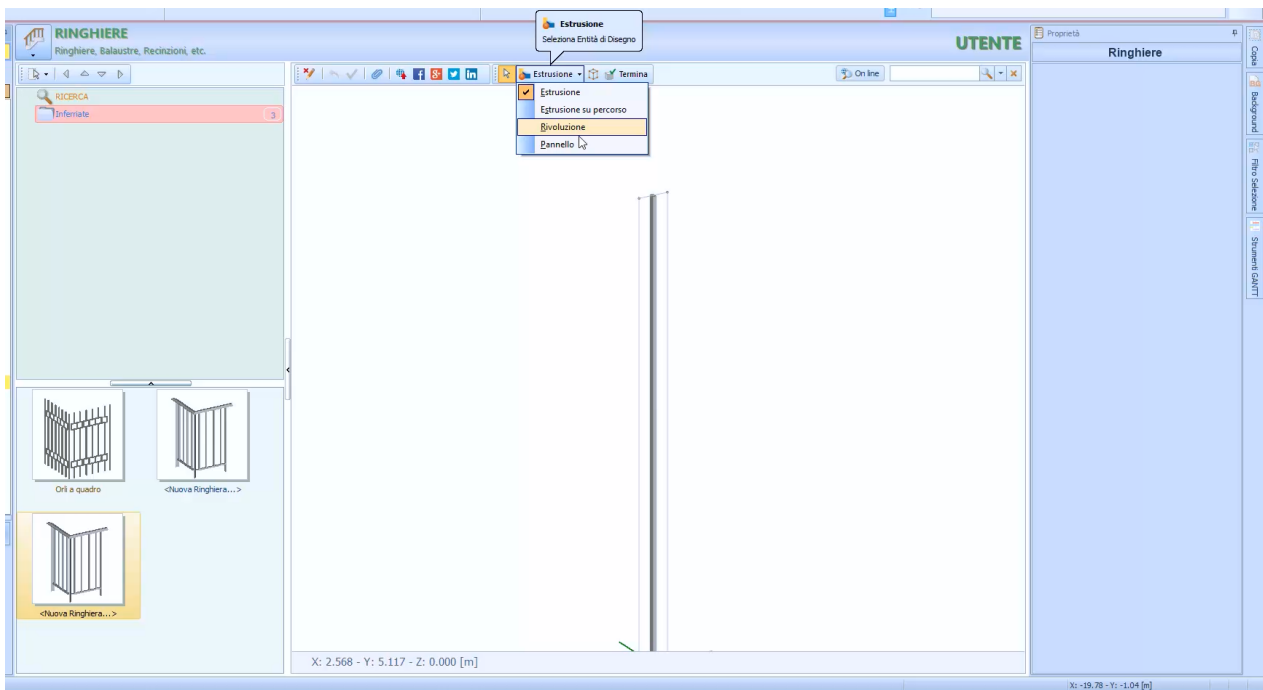 Estrusione
Seleziona Entità di Disegno
RINGHIERE
Ringhiere, Balaustre, Recinzioni, etc.
UTENTE
Proprietà
Ringhiere
Estrusione
Termina
On line
RICERCA
Inferriate
3
Estrusione
Estrusione su percorso
Rivoluzione
Pannello
Copia
Background
Filtro Selezione
Strumenti GANTT
Orli a quadro
<Nuova Ringhiera...>
<Nuova Ringhiera...>
X: 2.568 - Y: 5.117 - Z: 0.000 [m]
X: -19.78 - Y: -1.04 [m]